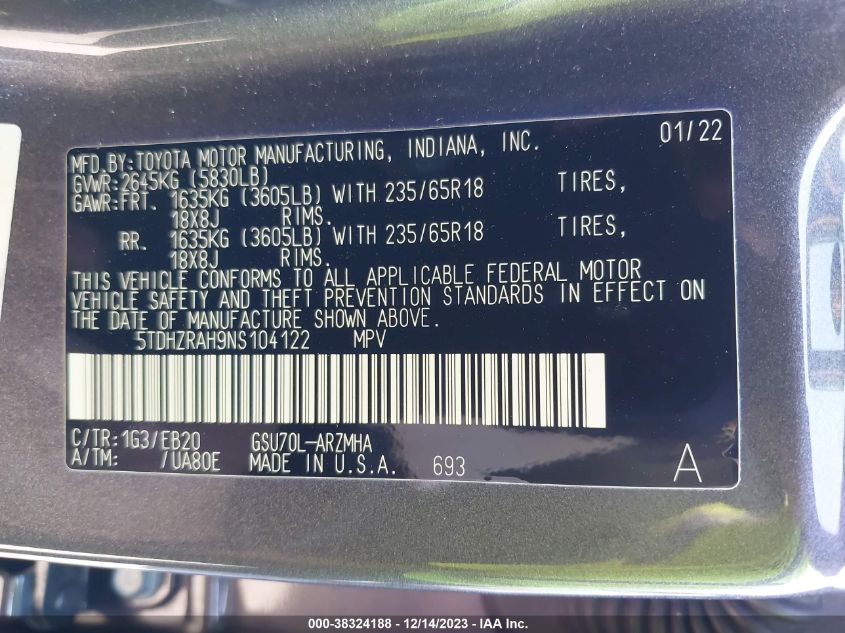 MFD.BY:TOYOTA MOTOR MANUFACTURING, INDIANA, INC. 01/22
GVWR:2645KG (5830LB)
GAWR:FRT. 1635KG (3605LB) WITH 235/65R18 TIRES,
18X8J RIMS.
RR. 1635KG (3605LB) WITH 235/65R18 TIRES,
18X8J RIMS.
THIS VEHICLE CONFORMS TO ALL APPLICABLE FEDERAL MOTOR
VEHICLE SAFETY AND THEFT PREVENTION STANDARDS IN EFFECT ON
THE DATE OF MANUFACTURE SHOWN ABOVE.
5TDHZRAH9NS104122 MPV
C/TR:1G3/EB20 GSU70L-ARZMHA
A/TM: /UA80E MADE IN U.S.A. 693 A
000-38324188 - 12/14/2023 - IAA Inc.